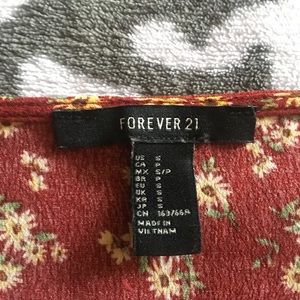 FOREVER 21
US S
CA P
MX S/P
BR P
EU S
UK S
KR S
JP S
CN 163/66A
MADE IN
VIETNAM